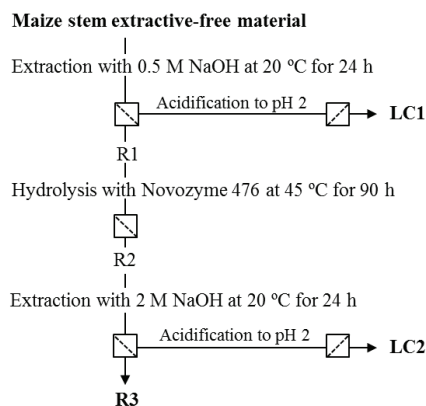 Maize stem extractive-free material
Extraction with 0.5 M NaOH at 20 ºC for 24 h
Acidification to pH 2
LC1
R1
Hydrolysis with Novozyme 476 at 45 ºC for 90 h
R2
Extraction with 2 M NaOH at 20 ºC for 24 h
Acidification to pH 2
LC2
R3